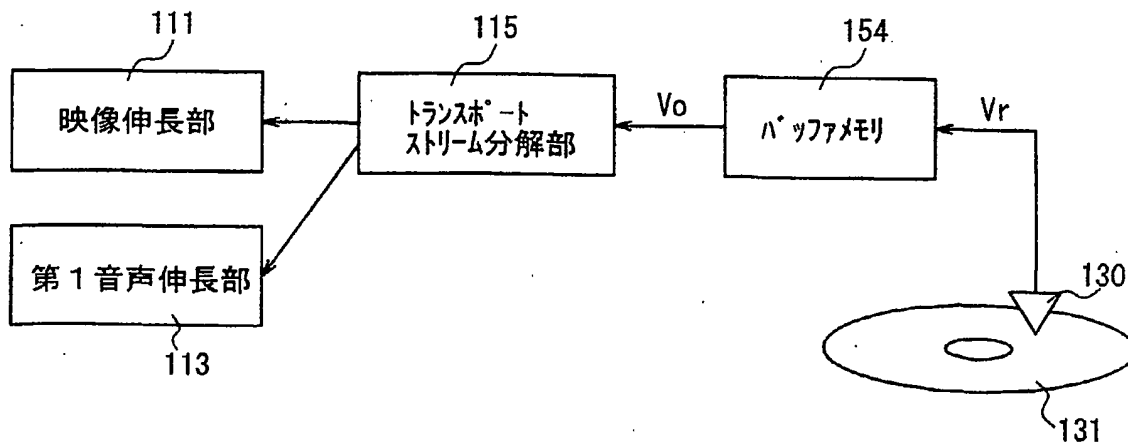 111
映像伸長部
115
トランスポート
ストリーム分解部
154
バッファメモリ
Vo
Vr
第1音声伸長部
113
130
131